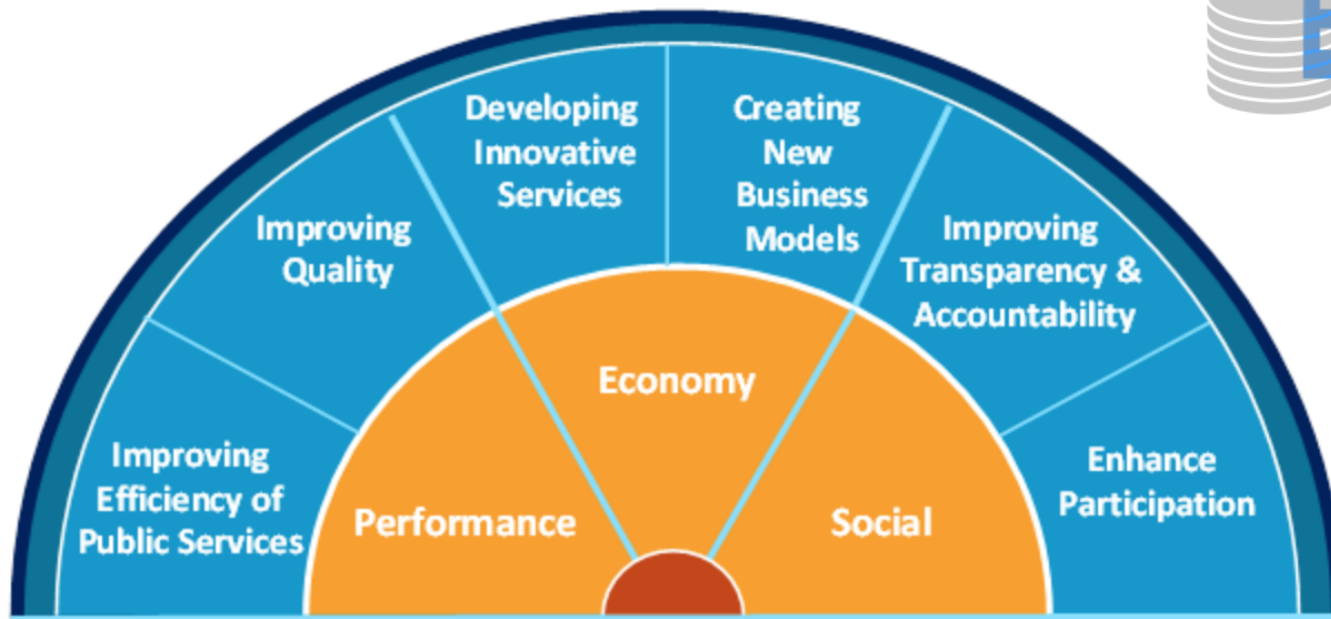 Developing
Innovative
Services
Creating
New
Business
Models
Improving
Quality
Improving
Transparency &
Accountability
Economy
Improving
Efficiency of
Public Services
Performance
Social
Enhance
Participation